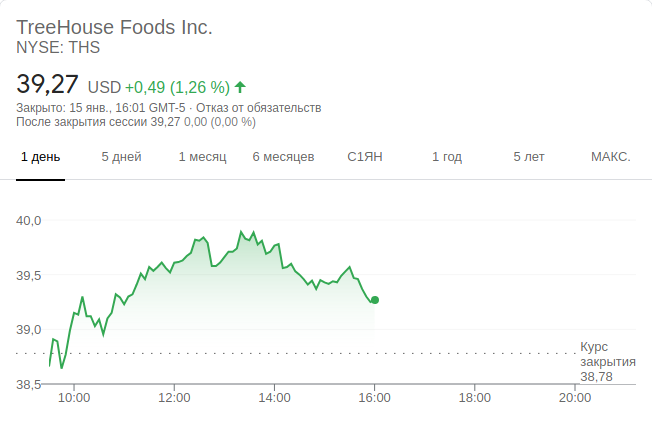 TreeHouse Foods Inc.
NYSE: THS
39,27 USD +0,49 (1,26 %)
Закрыто: 15 янв., 16:01 GMT-5 · Отказ от обязательств
После закрытия сессии 39,27 0,00 (0,00 %)
1 день 5 дней 1 месяц 6 месяцев С1ЯН 1 год 5 лет МАКС.
40,0
39,5
39,0
Курс
закрытия
38,78
38,5
10:00 12:00 14:00 16:00 18:00 20:00